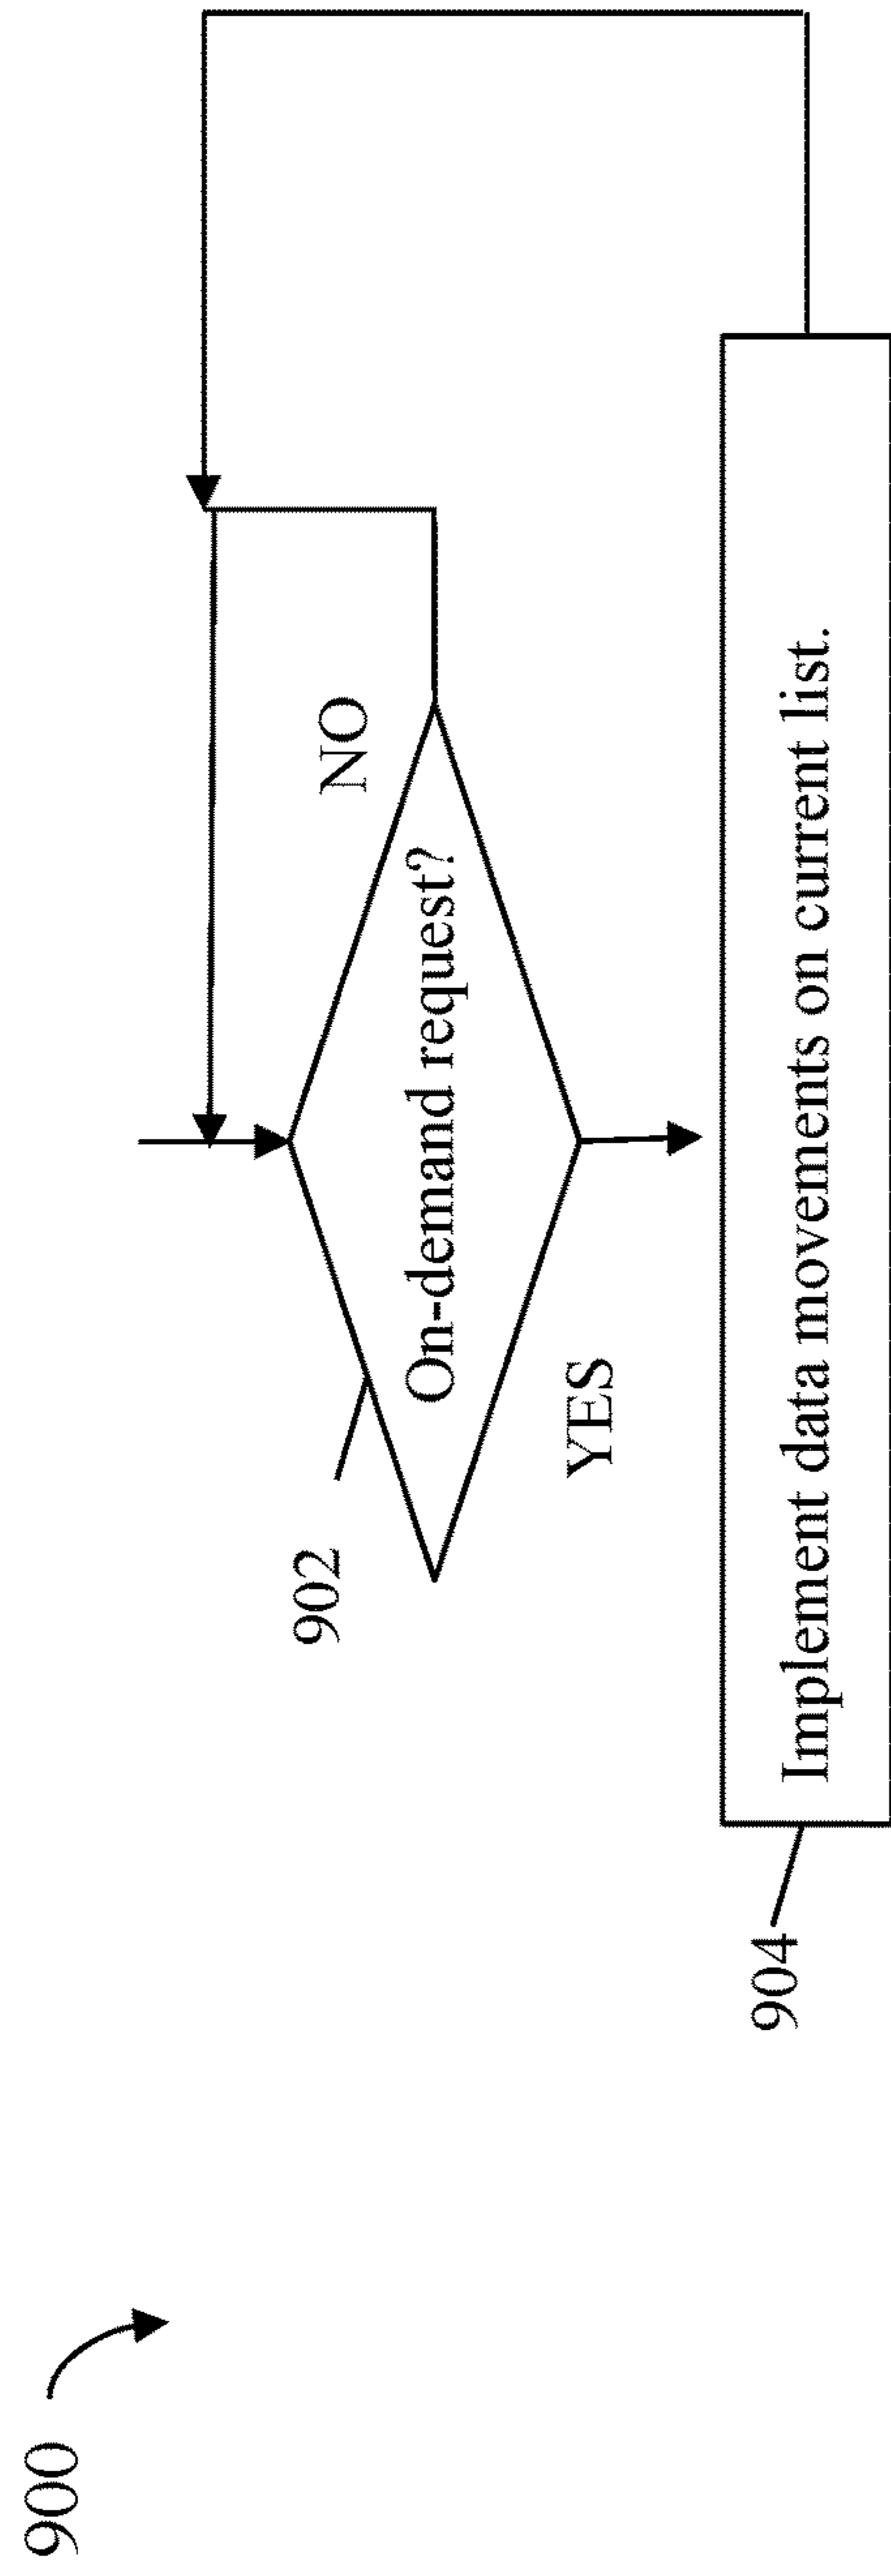 900
902
On-demand request?
NO
YES
904
Implement data movements on current list.